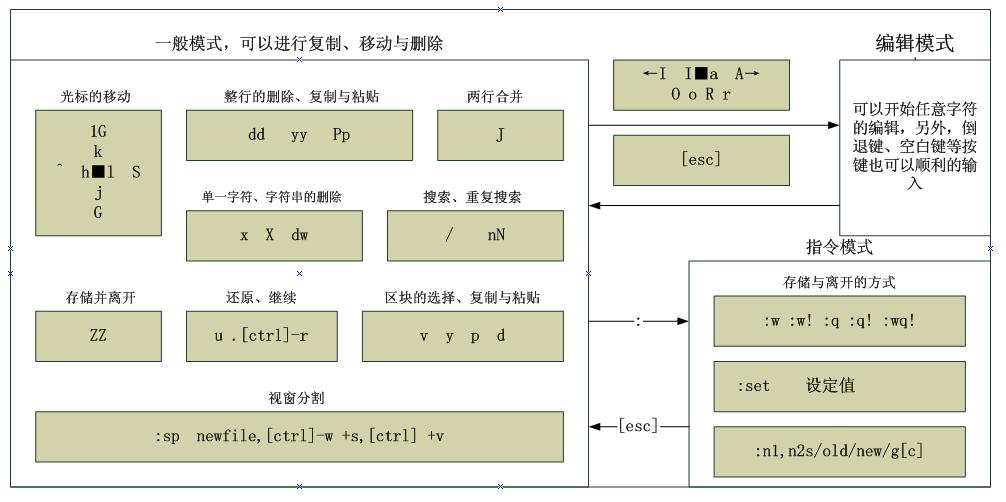 一般模式，可以进行复制、移动与删除
编辑模式
光标的移动
1G
k
^ h■l S
j
G
整行的删除、复制与粘贴
dd yy Pp
两行合并
J
单一字符、字符串的删除
x X dw
搜索、重复搜索
/ nN
存储并离开
ZZ
还原、继续
u .[ctrl]-r
区块的选择、复制与粘贴
v y p d
视窗分割
:sp newfile,[ctrl]-w +s,[ctrl] +v
←I I■a A→
O o R r
[esc]
可以开始任意字符
的编辑，另外，倒
退键、空白键等按
键也可以顺利的输
入
指令模式
:
[esc]
存储与离开的方式
:w :w! :q :q! :wq!
:set 设定值
:n1,n2s/old/new/g[c]